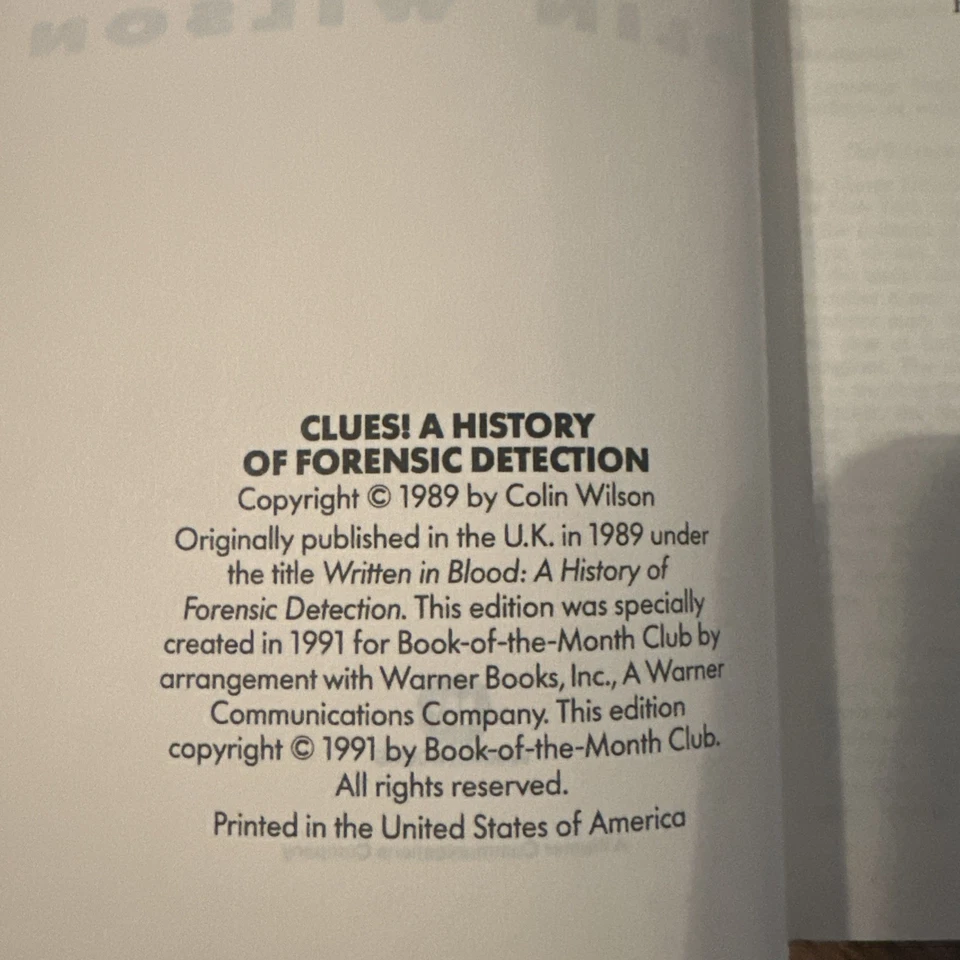 CLUES! A HISTORY
OF FORENSIC DETECTION
Copyright © 1989 by Colin Wilson
Originally published in the U.K. in 1989 under
the title Written in Blood: A History of
Forensic Detection. This edition was specially
created in 1991 for Book-of-the-Month Club by
arrangement with Warner Books, Inc., A Warner
Communications Company. This edition
copyright © 1991 by Book-of-the-Month Club.
All rights reserved.
Printed in the United States of America